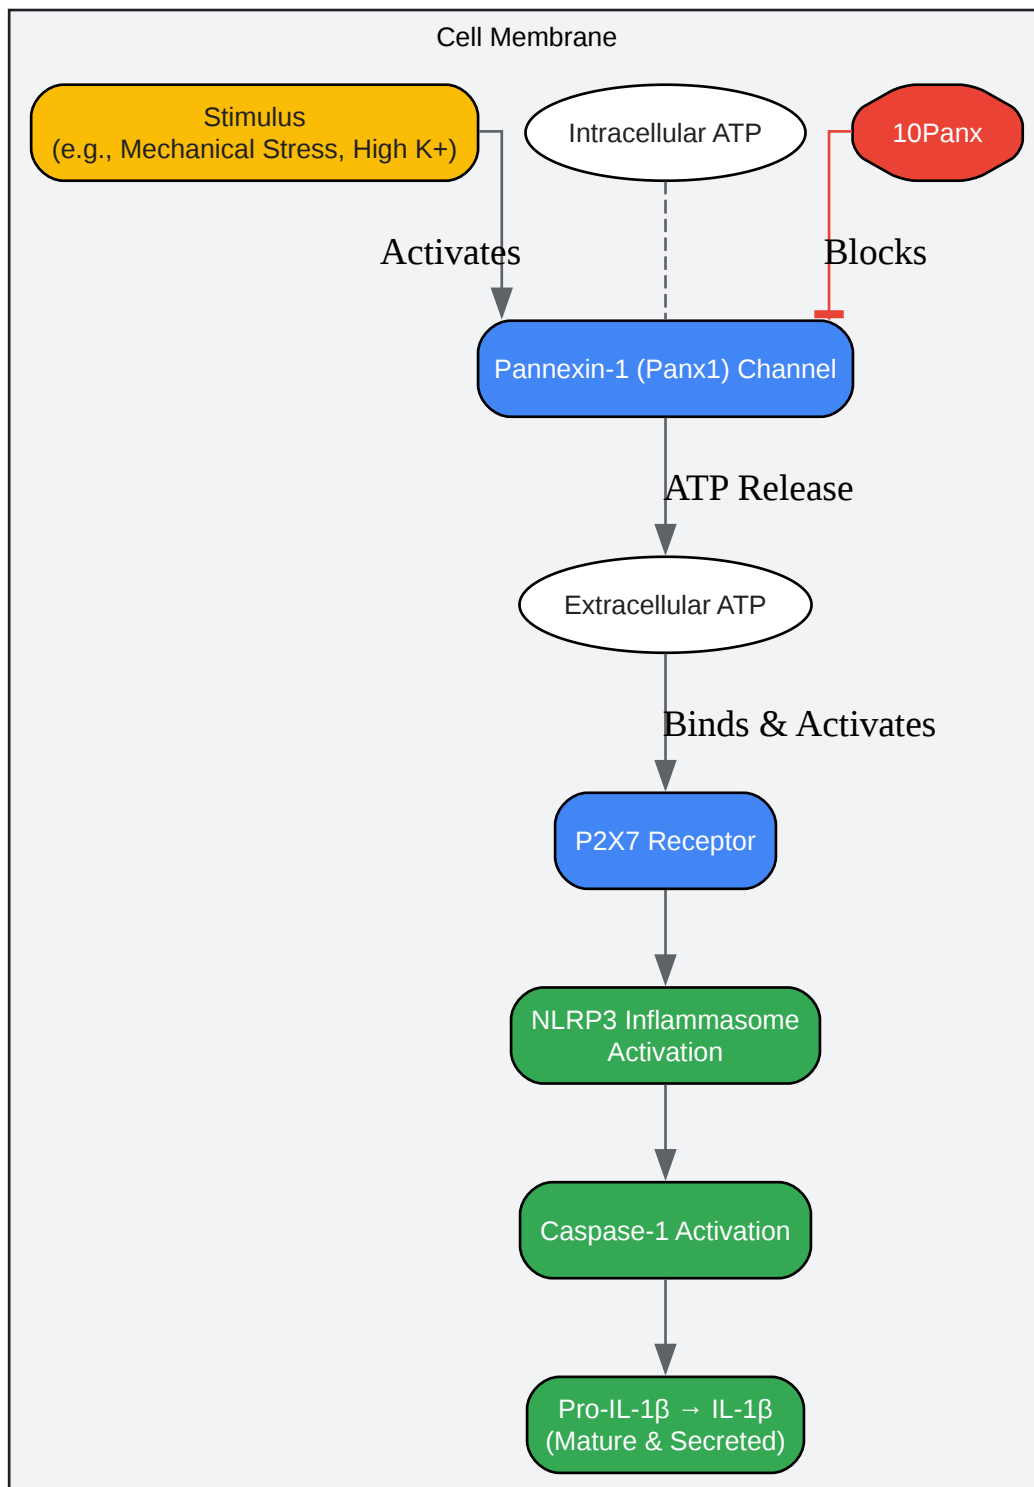 Cell Membrane
Stimulus
(e.g., Mechanical Stress, High K+)
Intracellular ATP
10Panx
Activates
Blocks
Pannexin-1 (Panx1) Channel
ATP Release
Extracellular ATP
Binds & Activates
P2X7 Receptor
NLRP3 Inflammasome
Activation
Caspase-1 Activation
Pro-IL-1β → IL-1β
(Mature & Secreted)